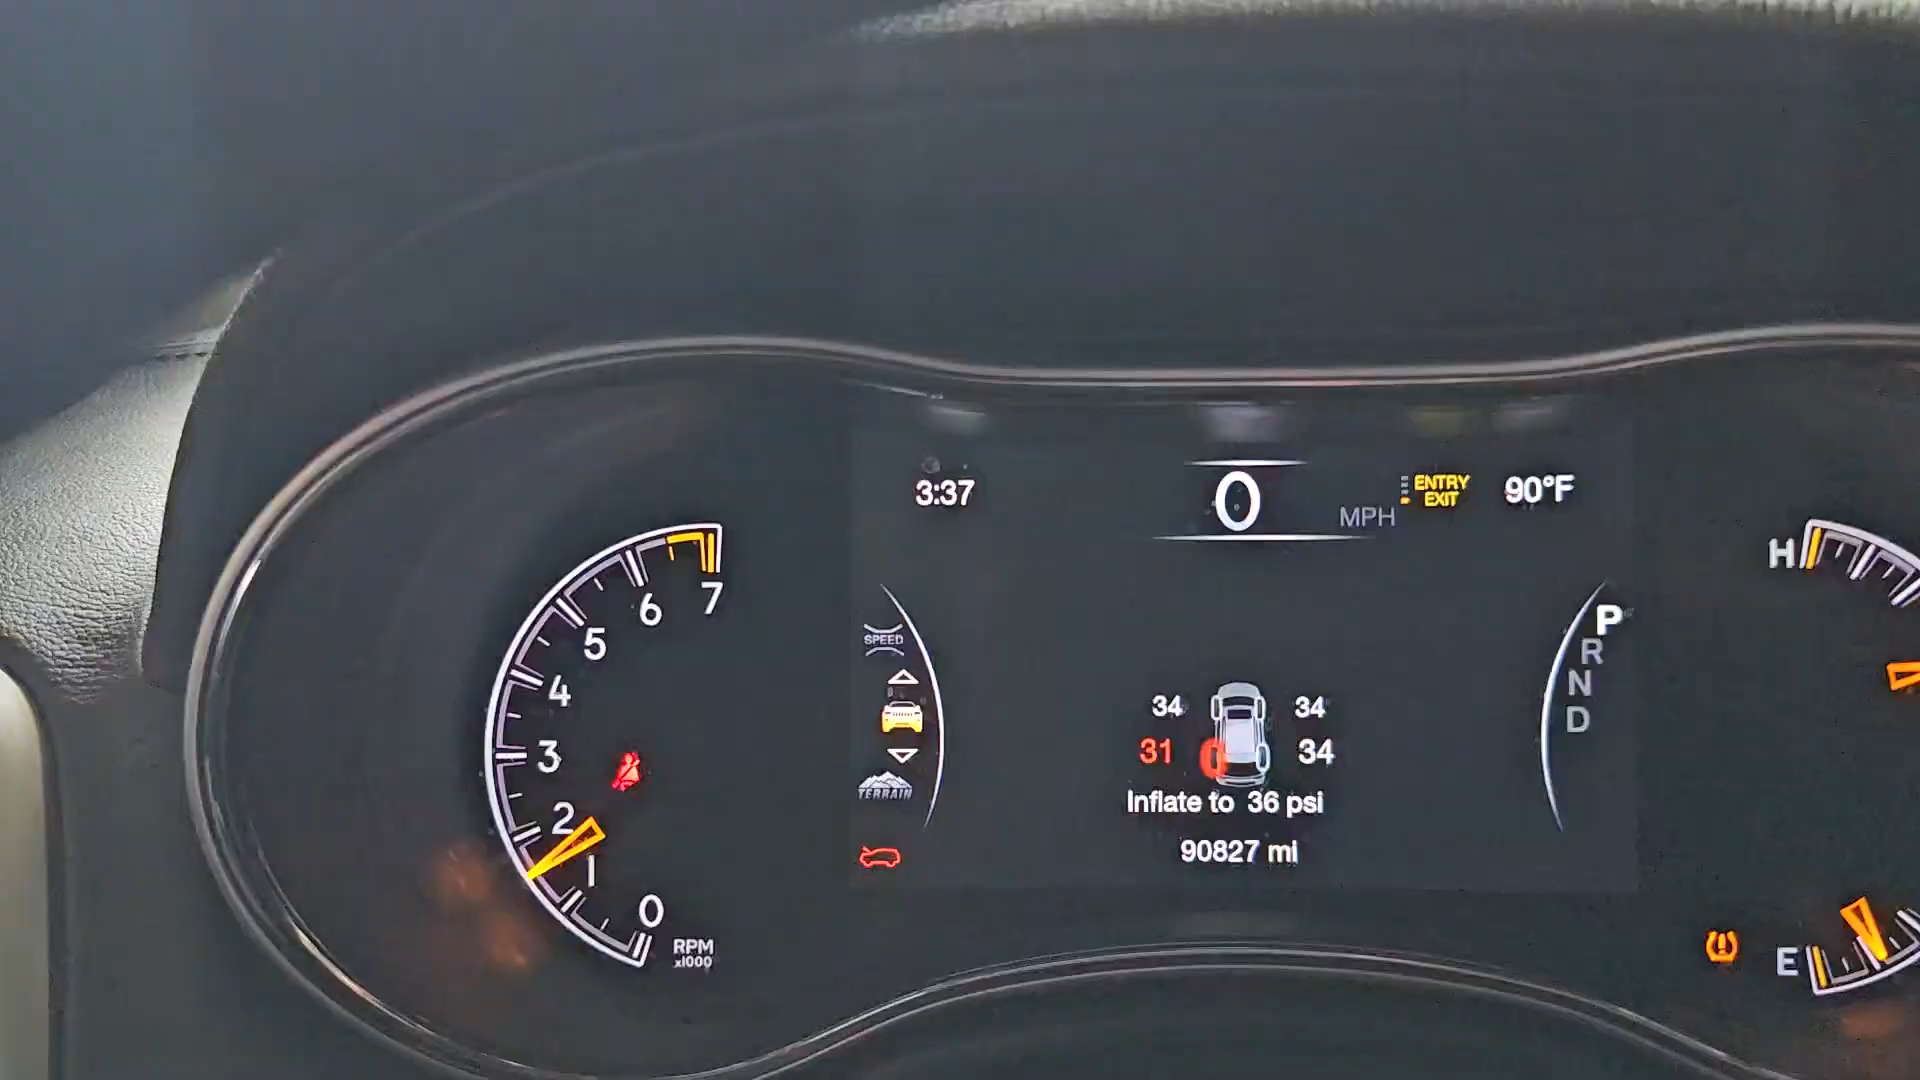 3:37
0
MPH
ENTRY
EXIT
90°F
7
6
5
4
3
2
1
0
RPM
x1000
SPEED
TERRAIN
34
34
31
34
Inflate to 36 psi
90827 mi
P
R
N
D
H
E